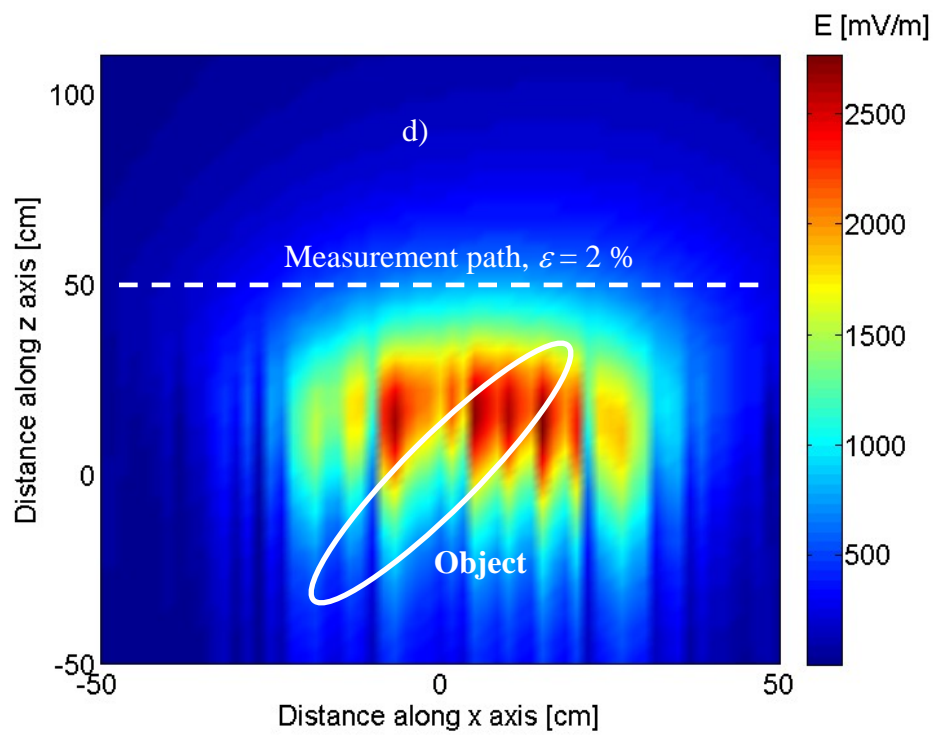 E [mV/m]
100
50
0
-50
-50
0
50
Distance along z axis [cm]
Distance along x axis [cm]
d)
Measurement path, ε = 2 %
Object
2500
2000
1500
1000
500